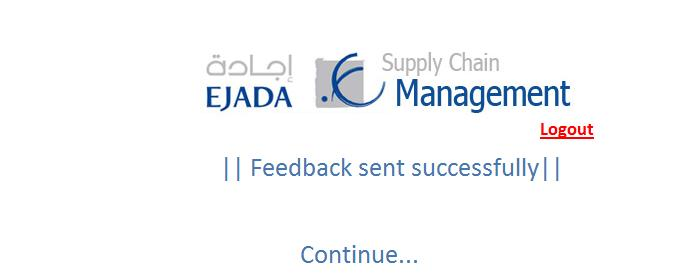 إجادة
EJADA
Supply Chain
Management
Logout
|| Feedback sent successfully||
Continue...